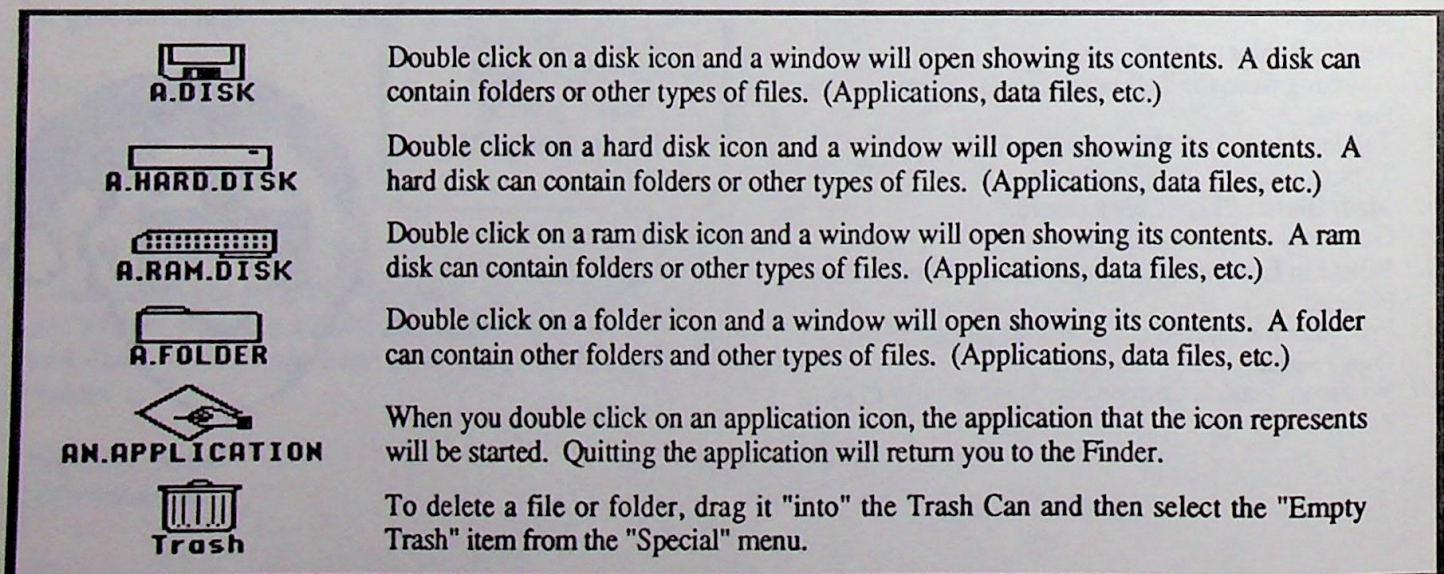 A.DISK
Double click on a disk icon and a window will open showing its contents. A disk can
contain folders or other types of files. (Applications, data files, etc.)
A.HARD.DISK
Double click on a hard disk icon and a window will open showing its contents. A
hard disk can contain folders or other types of files. (Applications, data files, etc.)
A.RAM.DISK
Double click on a ram disk icon and a window will open showing its contents. A ram
disk can contain folders or other types of files. (Applications, data files, etc.)
A.FOLDER
Double click on a folder icon and a window will open showing its contents. A folder
can contain other folders and other types of files. (Applications, data files, etc.)
AN.APPLICATION
When you double click on an application icon, the application that the icon represents
will be started. Quitting the application will return you to the Finder.
Trash
To delete a file or folder, drag it "into" the Trash Can and then select the "Empty
Trash" item from the "Special" menu.